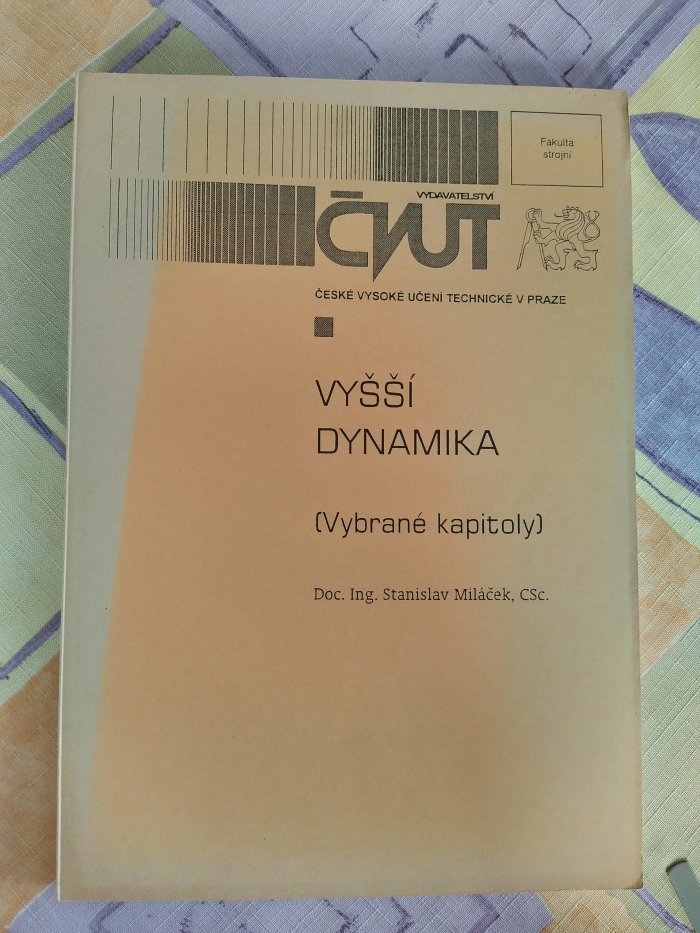 Fakulta
strojní
VYDAVATELSTVÍ
ČVUT
ČESKÉ VYSOKÉ UČENÍ TECHNICKÉ V PRAZE
VYŠŠÍ
DYNAMIKA
(Vybrané kapitoly)
Doc. Ing. Stanislav Miláček, CSc.